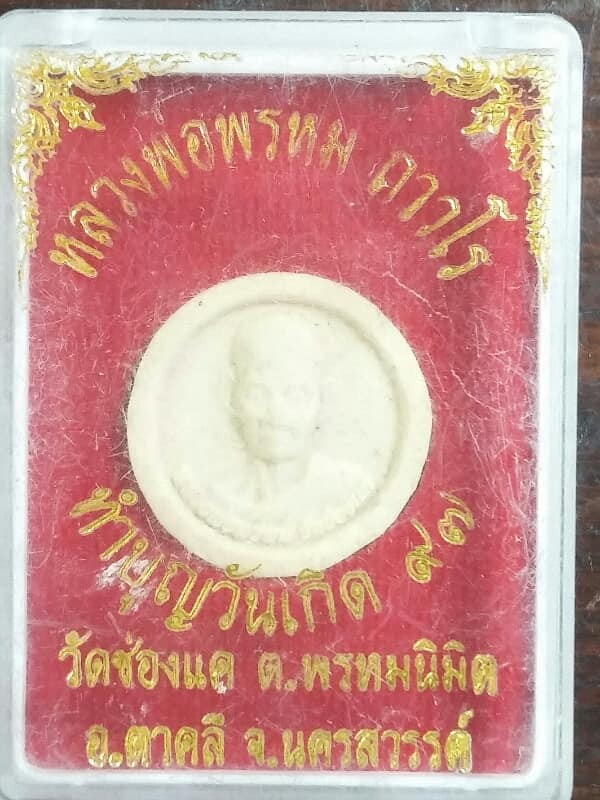 หลวงพ่อพรหม ถาวโร
ทำบุญวันเกิด ๙๗
วัดช่องแค ต.พรหมนิมิต
อ.ตาคลี จ.นครสวรรค์